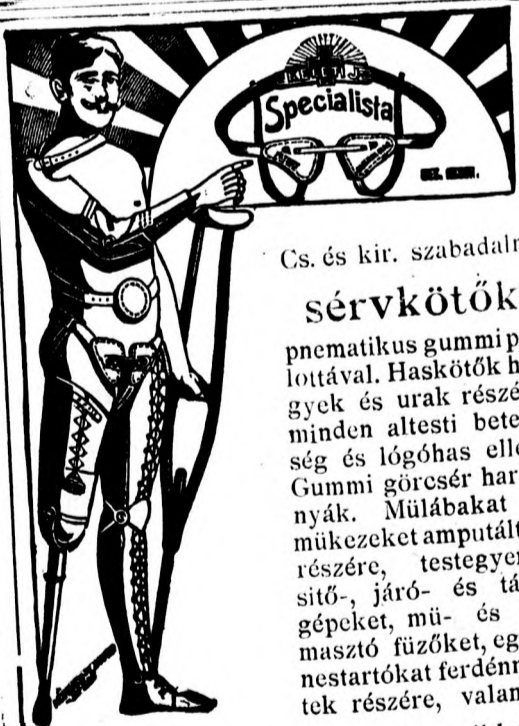 KELETI J.
Specialista
Cs. és kir. szabadalm
sérvkötők
pnematikus gummi p
lottával. Haskötők h
gyek és urak részé
minden altesti bete
ség és lógóhas elle
Gummi görcsér har
nyák. Mülábakat
mükezeket amputált
részére, testegye
sitő-, járó- és tá
gépeket, mü- és
masztó füzőket, eg
nestartókat ferdénn
tek részére, valan